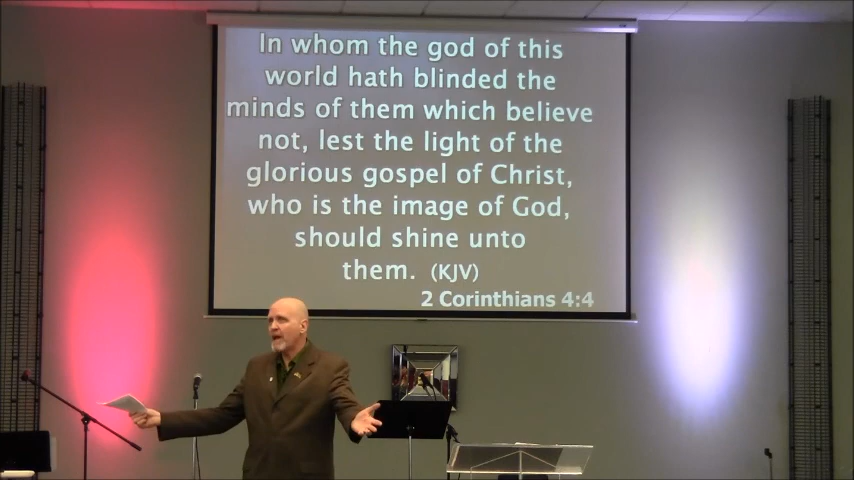 In whom the god of this
world hath blinded the
minds of them which believe
not, lest the light of the
glorious gospel of Christ,
who is the image of God,
should shine unto
them. (KJV)
2 Corinthians 4:4